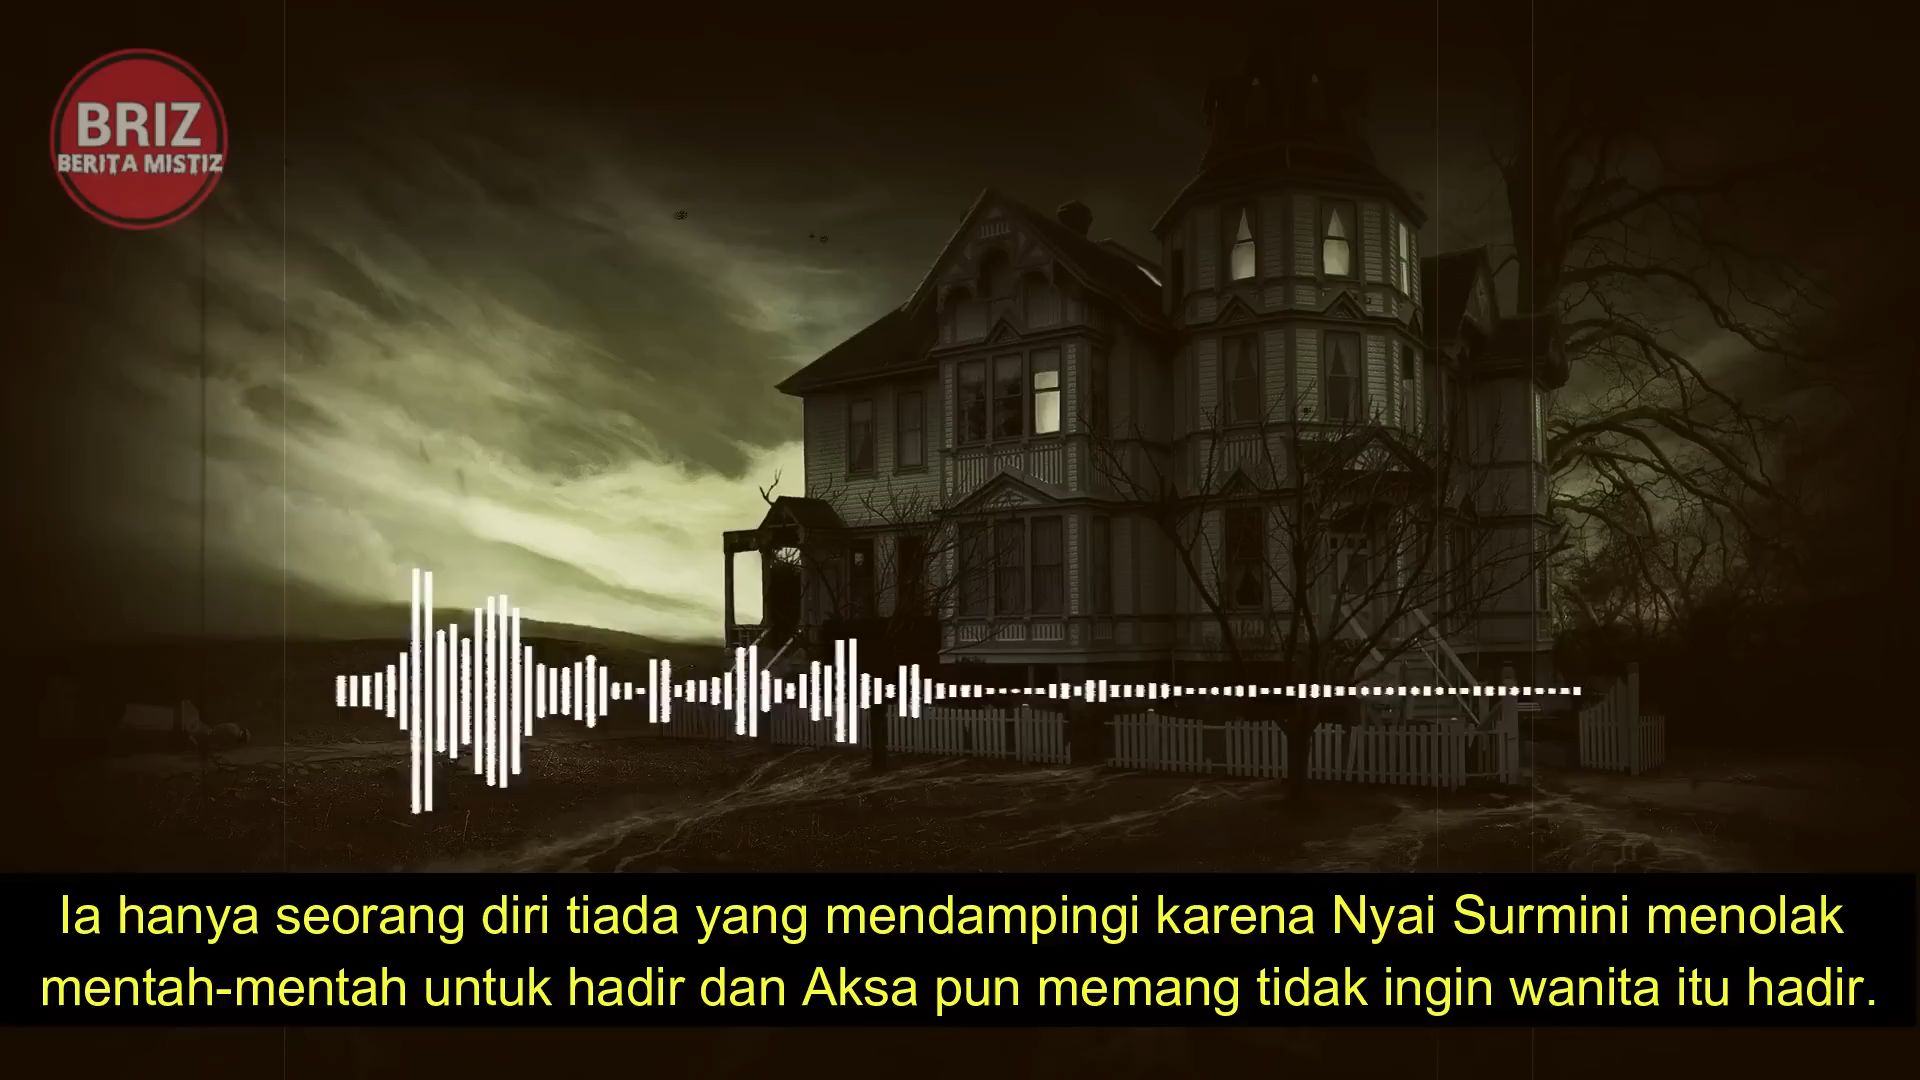 BRIZ
BERITA MISTIZ
Ia hanya seorang diri tiada yang mendampingi karena Nyai Surmini menolak
mentah-mentah untuk hadir dan Aksa pun memang tidak ingin wanita itu hadir.